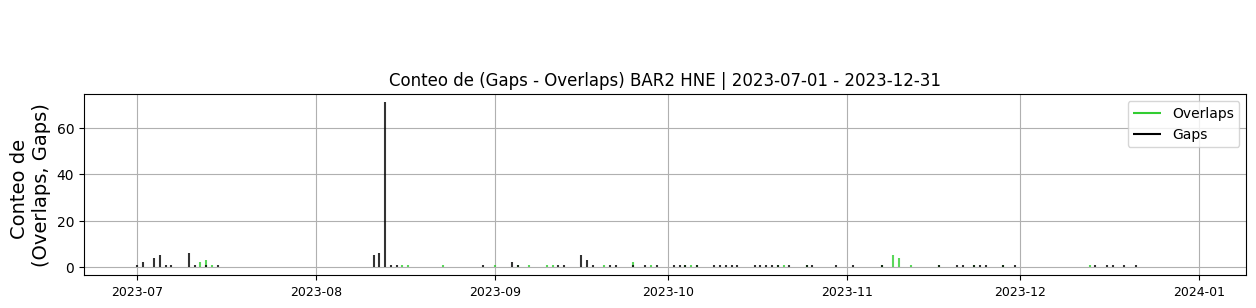 Conteo de (Gaps - Overlaps) BAR2 HNE | 2023-07-01 - 2023-12-31
Conteo de
(Overlaps, Gaps)
60
40
20
0
Overlaps
Gaps
2023-07
2023-08
2023-09
2023-10
2023-11
2023-12
2024-01